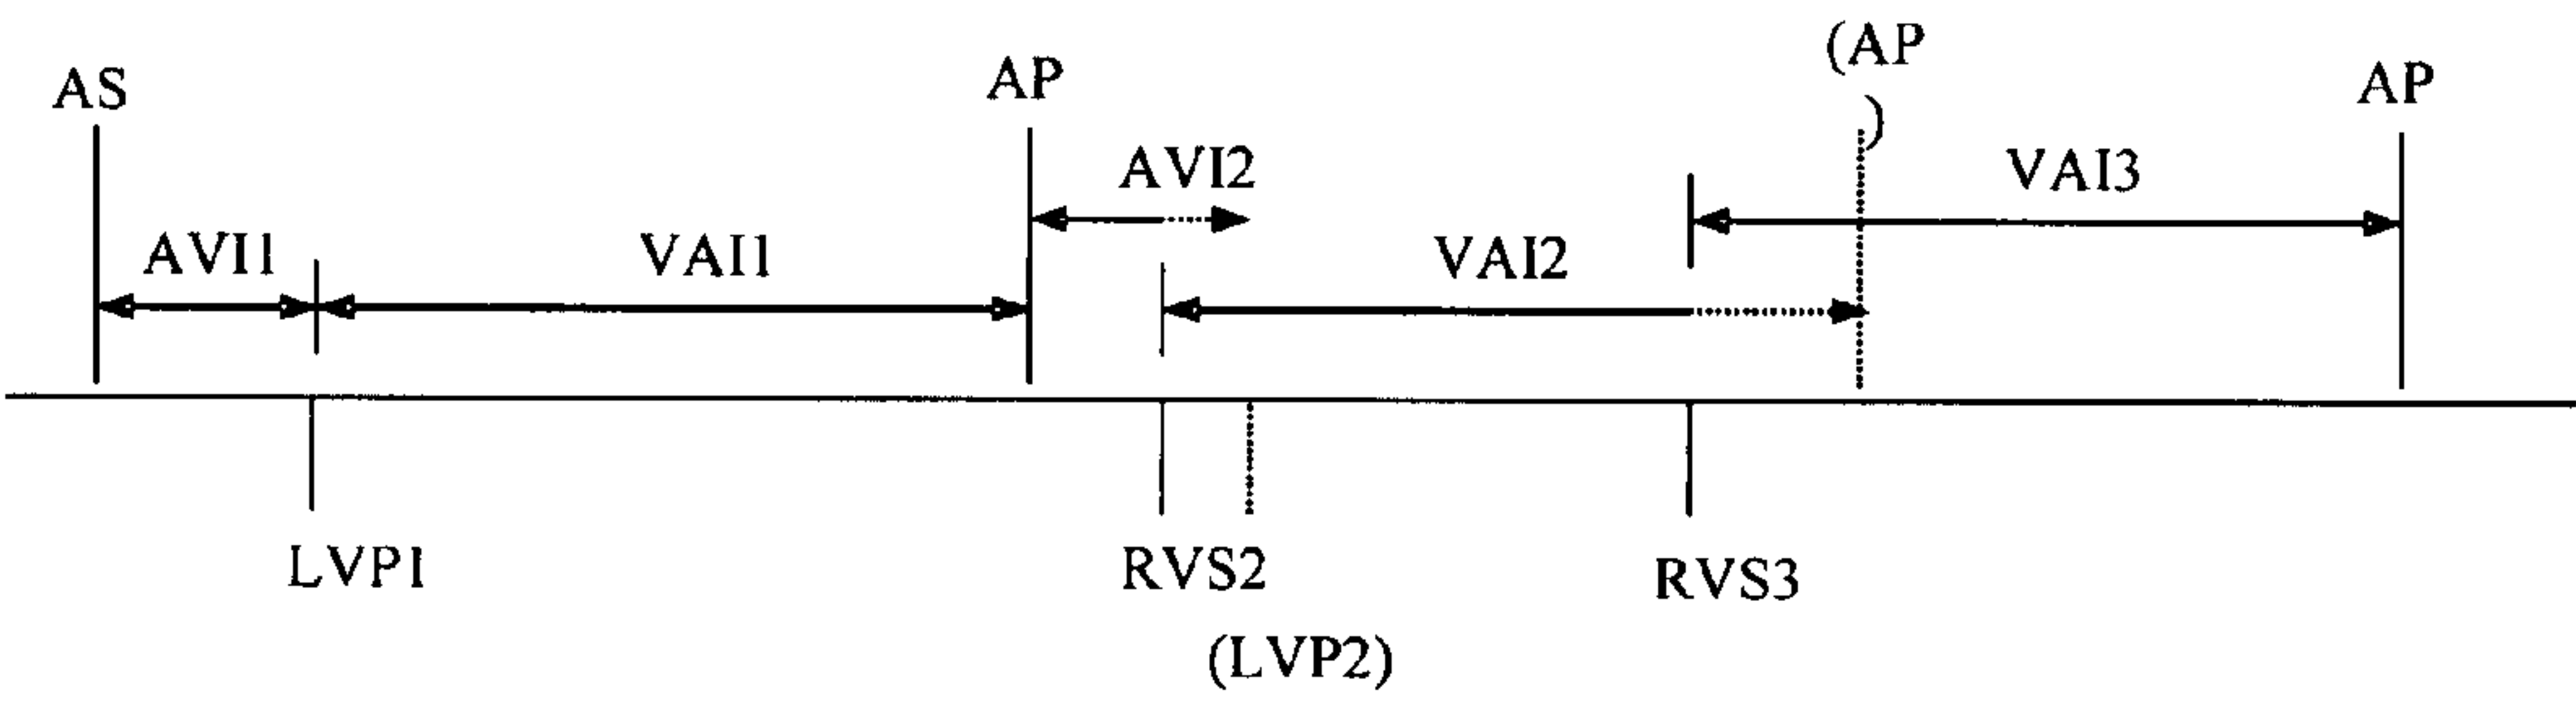 AS
AP
(AP
)
AP
AVI1
VAI1
AVI2
VAI2
VAI3
LVP1
RVS2
(LVP2)
RVS3